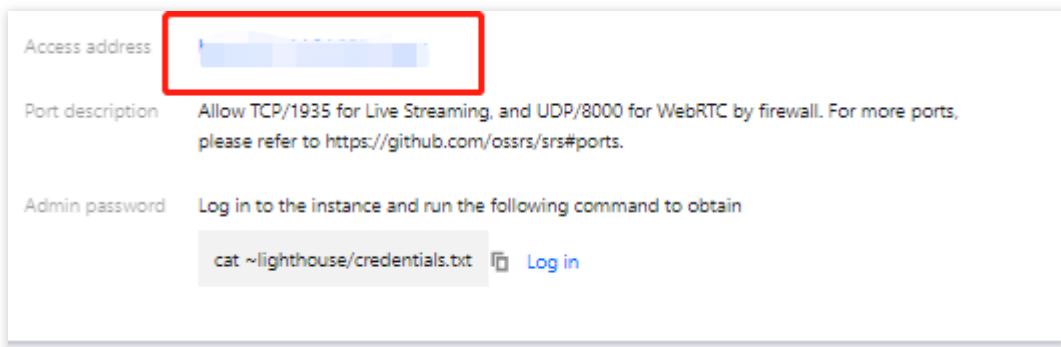 Access address
Port description
Allow TCP/1935 for Live Streaming, and UDP/8000 for WebRTC by firewall. For more ports,
please refer to https://github.com/ossrs/srs#ports.
Admin password
Log in to the instance and run the following command to obtain
cat ~lighthouse/credentials.txt
Log in